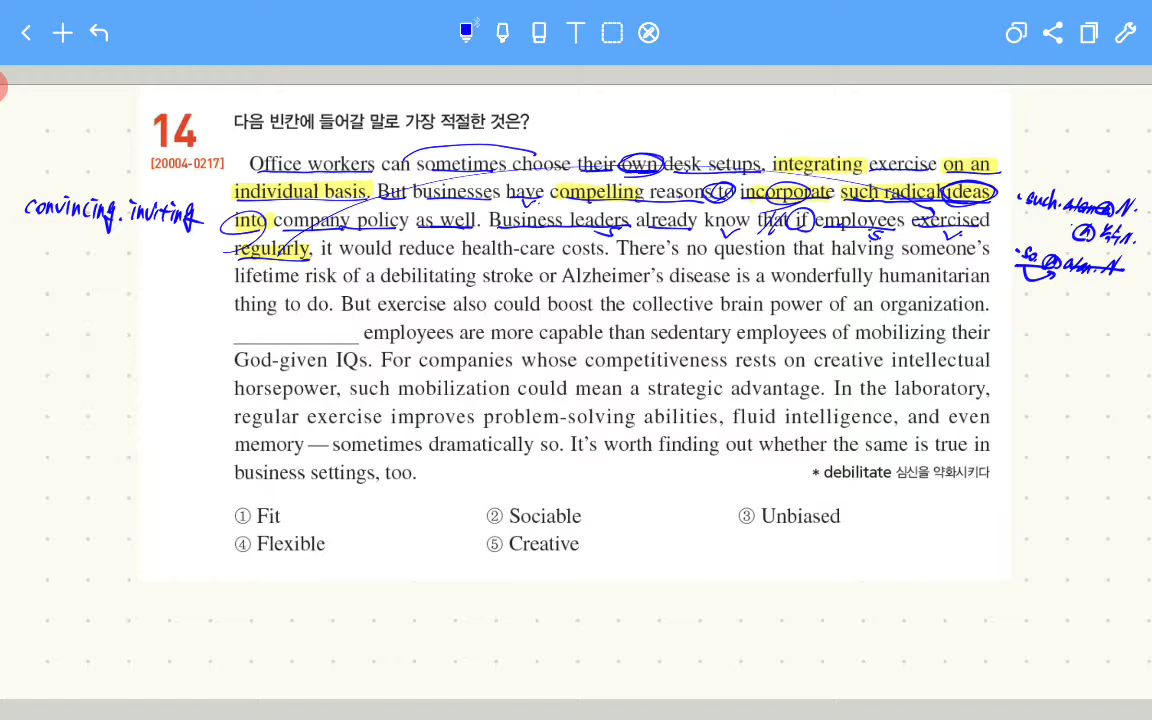 14
[20004-0217]
다음 빈칸에 들어갈 말로 가장 적절한 것은?
Office workers can sometimes choose their own desk setups, integrating exercise on an
individual basis. But businesses have compelling reasons to incorporate such radical ideas
into company policy as well. Business leaders already know that if employees exercised
regularly, it would reduce health-care costs. There's no question that halving someone's
lifetime risk of a debilitating stroke or Alzheimer's disease is a wonderfully humanitarian
thing to do. But exercise also could boost the collective brain power of an organization.
____________ employees are more capable than sedentary employees of mobilizing their
God-given IQs. For companies whose competitiveness rests on creative intellectual
horsepower, such mobilization could mean a strategic advantage. In the laboratory,
regular exercise improves problem-solving abilities, fluid intelligence, and even
memory—sometimes dramatically so. It's worth finding out whether the same is true in
business settings, too.
* debilitate 심신을 약화시키다
① Fit ② Sociable ③ Unbiased
④ Flexible ⑤ Creative
convincing. inviting
such N.
so
T